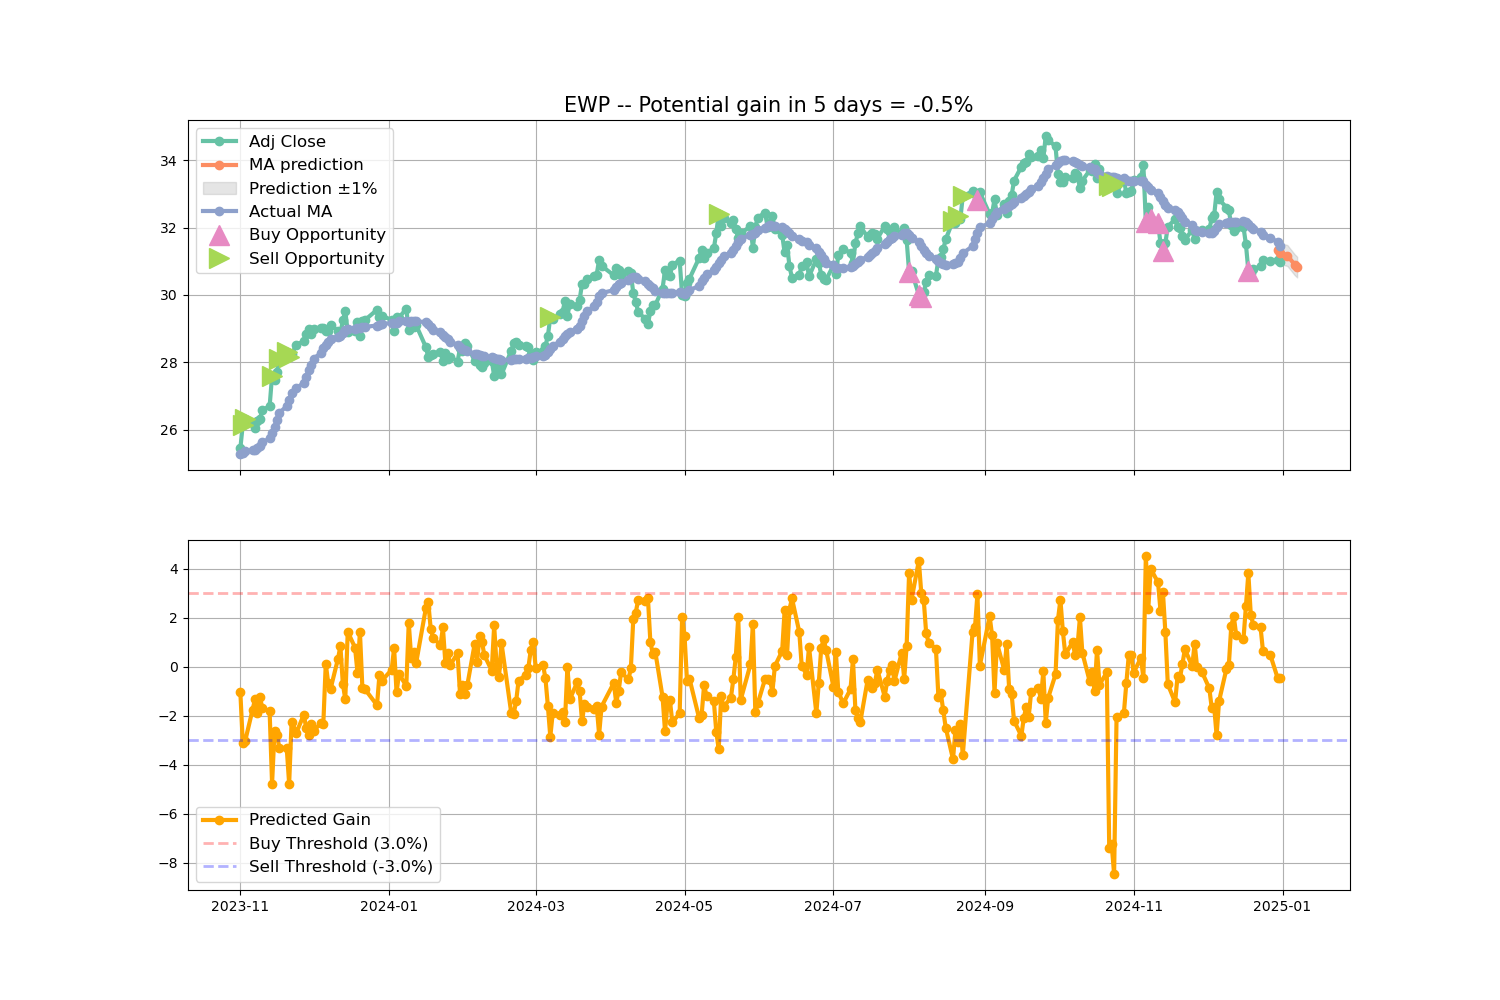 EWP -- Potential gain in 5 days = -0.5%
Adj Close
MA prediction
Prediction ±1%
Actual MA
Buy Opportunity
Sell Opportunity
34
32
30
28
26
4
2
0
−2
−4
−6
−8
Predicted Gain
Buy Threshold (3.0%)
Sell Threshold (-3.0%)
2023-11 2024-01 2024-03 2024-05 2024-07 2024-09 2024-11 2025-01